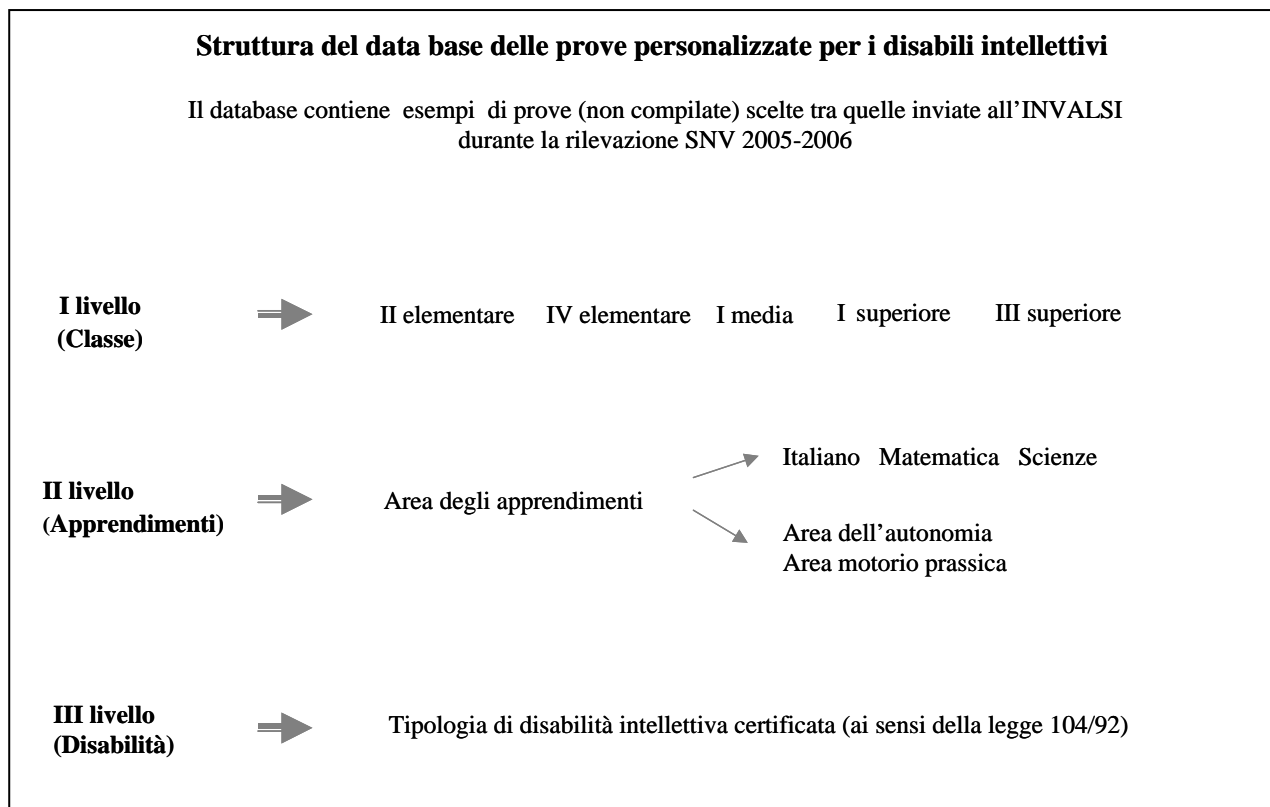 Struttura del data base delle prove personalizzate per i disabili intellettivi
Il database contiene esempi di prove (non compilate) scelte tra quelle inviate all’INVALSI
durante la rilevazione SNV 2005-2006
I livello
(Classe)
II elementare IV elementare I media I superiore III superiore
II livello
(Apprendimenti)
Area degli apprendimenti
Italiano Matematica Scienze
Area dell’autonomia
Area motorio prassica
III livello
(Disabilità)
Tipologia di disabilità intellettiva certificata (ai sensi della legge 104/92)